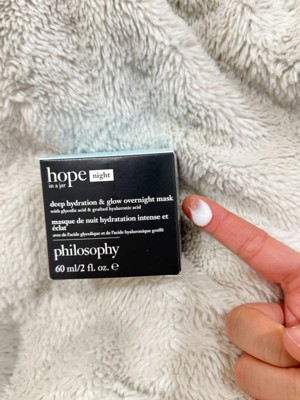 hope night
in a jar
deep hydration & glow overnight mask
with glycolic acid & grafted hyaluronic acid
masque de nuit hydratation intense et
éclat
avec de l'acide glycolique et de l'acide hyaluronique greffé
philosophy
60 ml/2 fl. oz. ℮